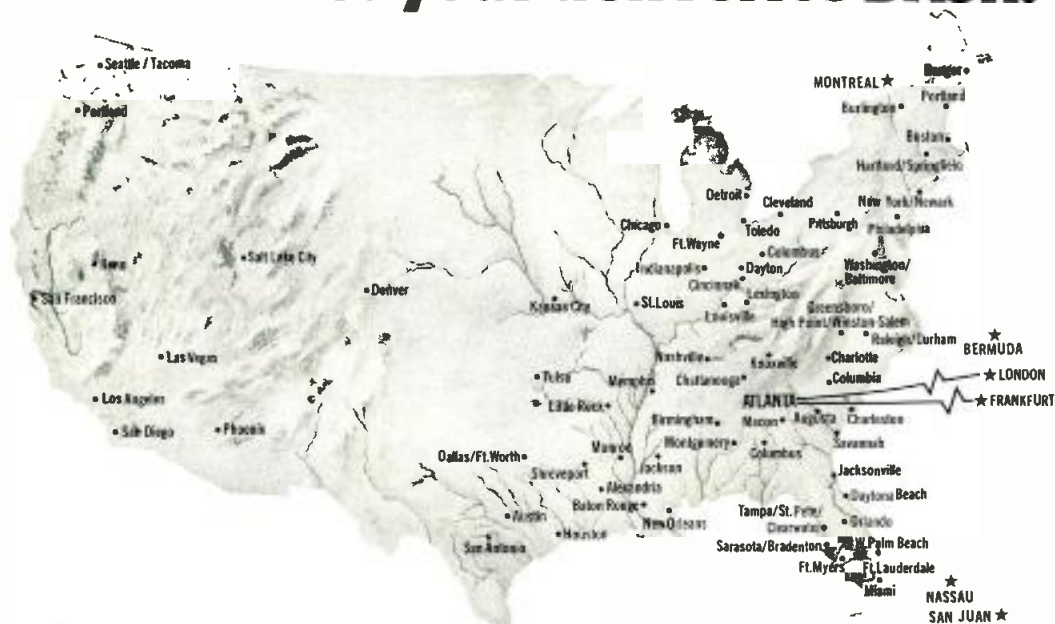 Seattle / Tacoma
Portland
MONTREAL
Bangor
Burlington
Portland
Boston
Hartford/Springfield
Detroit
Cleveland
New York/Newark
Chicago
Toledo
Pittsburgh
Philadelphia
Ft.Wayne
Columbus
Reno
Salt Lake City
Indianapolis
Dayton
Washington/
Baltimore
Cincinnati
San Francisco
Denver
Kansas City
St.Louis
Lexington
Louisville
Greensboro/
High Point/Winston-Salem
Raleigh/Durham
BERMUDA
Las Vegas
Nashville
Knoxville
Charlotte
Tulsa
Memphis
Chattanooga
Columbia
LONDON
Los Angeles
Little Rock
ATLANTA
FRANKFURT
San Diego
Phoenix
Birmingham
Macon
Augusta
Charleston
Monroe
Montgomery
Columbus
Savannah
Dallas/Ft.Worth
Shreveport
Jackson
Jacksonville
Alexandria
Baton Rouge
Daytona Beach
Austin
New Orleans
Tampa/St. Pete/
Clearwater
Orlando
Houston
San Antonio
Sarasota/Bradenton
W.Palm Beach
Ft.Myers
Ft.Lauderdale
Miami
NASSAU
SAN JUAN